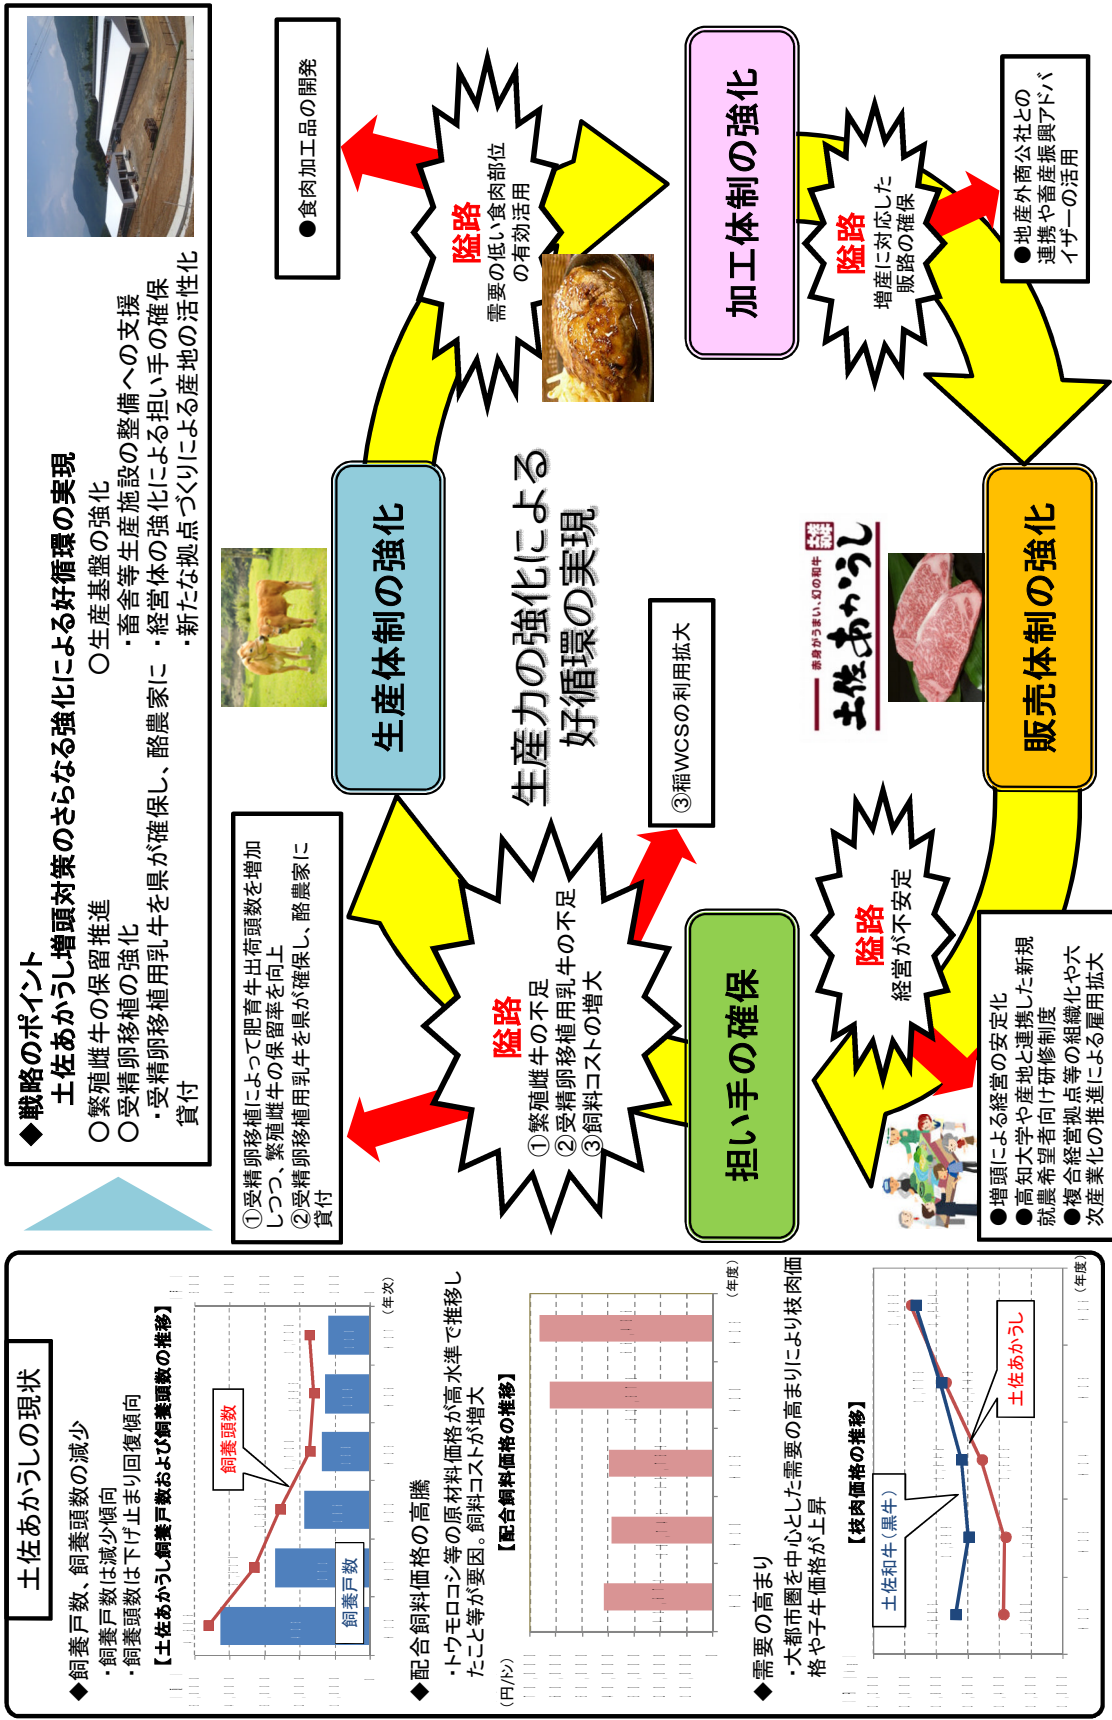 土佐あかうしの現状
◆飼養戸数、飼養頭数の減少
・飼養戸数は減少傾向
・飼養頭数は下げ止まり回復傾向
【土佐あかうし飼養戸数および飼養頭数の推移】
飼養頭数
飼養戸数
(年次)
◆配合飼料価格の高騰
・トウモロコシ等の原材料価格が高水準で推移し
たこと等が要因。飼料コストが増大
【配合飼料価格の推移】
(円/トン)
(年度)
◆需要の高まり
・大都市圏を中心とした需要の高まりにより枝肉価
格や子牛価格が上昇
【枝肉価格の推移】
土佐和牛(黒牛)
土佐あかうし
(年度)
◆戦略のポイント
土佐あかうし増頭対策のさらなる強化による好循環の実現
○繁殖雌牛の保留推進
○受精卵移植の強化
・受精卵移植用乳牛を県が確保し、酪農家に
貸付
○生産基盤の強化
・畜舎等生産施設の整備への支援
・経営体の強化による担い手の確保
・新たな拠点づくりによる産地の活性化
①受精卵移植によって肥育牛出荷頭数を増加
しつつ、繁殖雌牛の保留率を向上
②受精卵移植用乳牛を県が確保し、酪農家に
貸付
生産体制の強化
●食肉加工品の開発
隘路
①繁殖雌牛の不足
②受精卵移植用乳牛の不足
③飼料コストの増大
生産力の強化による
好循環の実現
隘路
需要の低い食肉部位
の有効活用
③稲WCSの利用拡大
担い手の確保
加工体制の強化
赤身がうまい、幻の和牛
土佐あかうし
隘路
経営が不安定
隘路
増産に対応した
販路の確保
●増頭による経営の安定化
●高知大学や産地と連携した新規
就農希望者向け研修制度
●複合経営拠点等の組織化や六
次産業化の推進による雇用拡大
販売体制の強化
●地産外商公社との
連携や畜産振興アドバ
イザーの活用